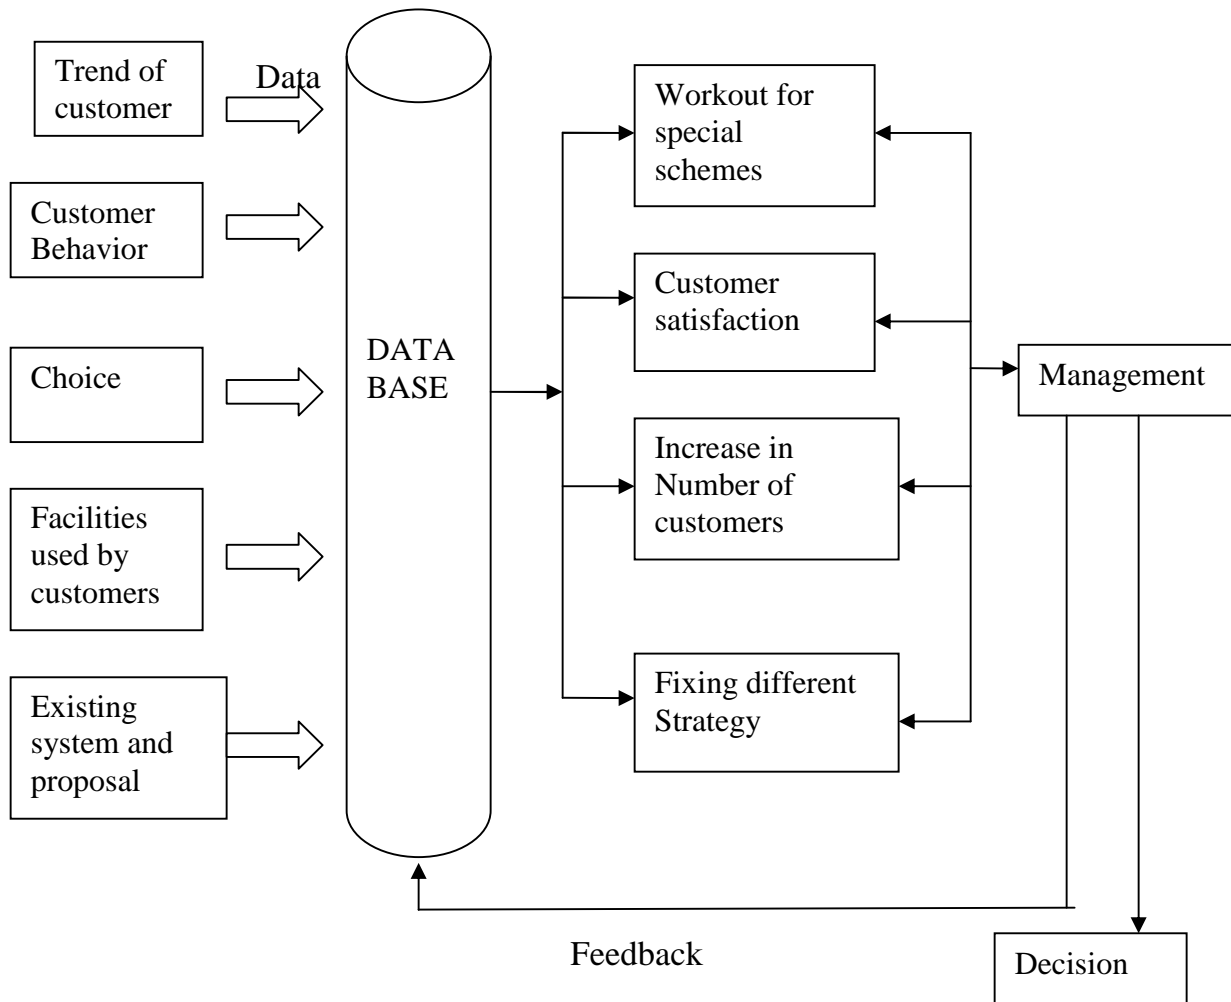 Trend of
customer
Data
Customer
Behavior
Choice
Facilities
used by
customers
Existing
system and
proposal
DATA
BASE
Workout for
special
schemes
Customer
satisfaction
Increase in
Number of
customers
Fixing different
Strategy
Management
Feedback
Decision